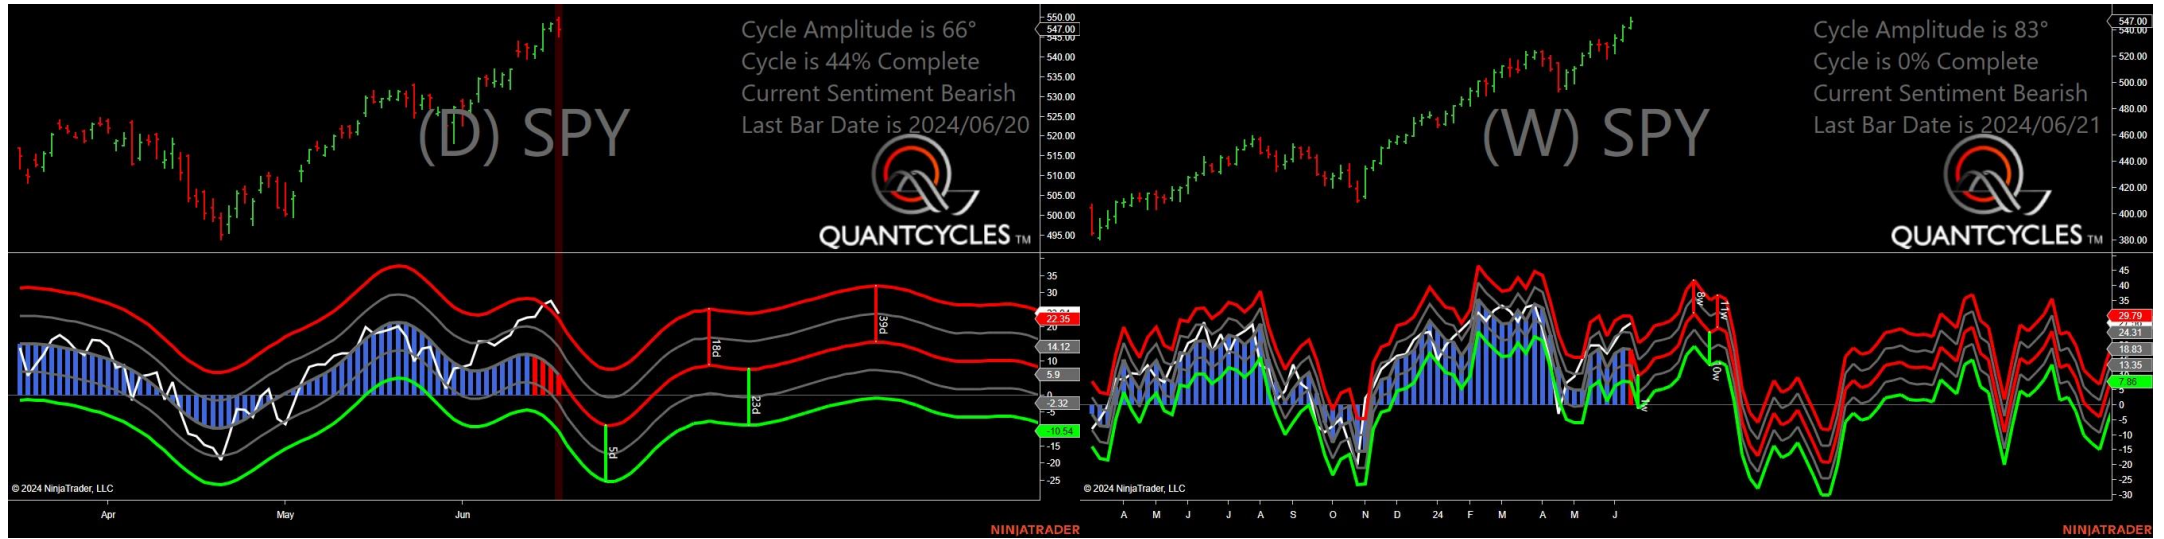 Cycle Amplitude is 66°
Cycle is 44% Complete
Current Sentiment Bearish
Last Bar Date is 2024/06/20
(D) SPY
QUANTCYCLES TM
550.00
547.00
545.00
540.00
535.00
530.00
525.00
520.00
515.00
510.00
505.00
500.00
495.00
35
30
22.35
20
14.12
10
5.9
0
-2.32
-5
-10.54
-15
-20
-25
18d
39d
23d
5d
© 2024 NinjaTrader, LLC
Apr May Jun
NINJATRADER
Cycle Amplitude is 83°
Cycle is 0% Complete
Current Sentiment Bearish
Last Bar Date is 2024/06/21
(W) SPY
QUANTCYCLES TM
547.00
540.00
520.00
500.00
480.00
460.00
440.00
420.00
400.00
380.00
45
40
35
29.79
24.31
18.83
13.35
7.86
5
0
-5
-10
-15
-20
-25
-30
8w
11w
1w
© 2024 NinjaTrader, LLC
A M J J A S O N D 24 F M A M J
NINJATRADER